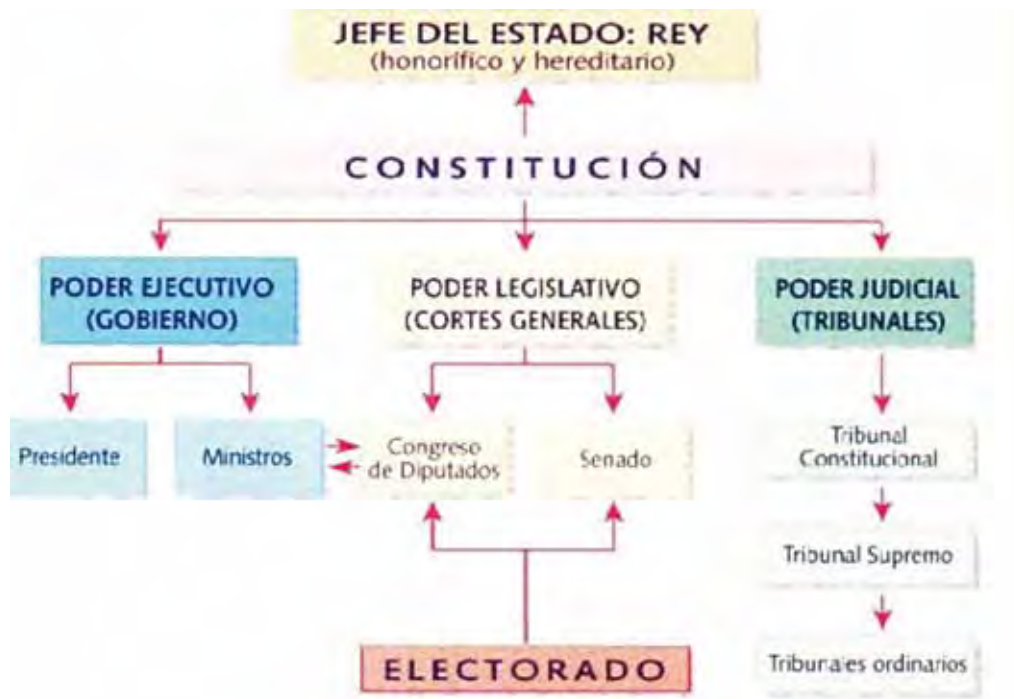 JEFE DEL ESTADO: REY
(honorífico y hereditario)
CONSTITUCIÓN
PODER EJECUTIVO
(GOBIERNO)
PODER LEGISLATIVO
(CORTES GENERALES)
PODER JUDICIAL
(TRIBUNALES)
Presidente
Ministros
Congreso
de Diputados
Senado
Tribunal
Constitucional
Tribunal Supremo
Tribunales ordinarios
ELECTORADO